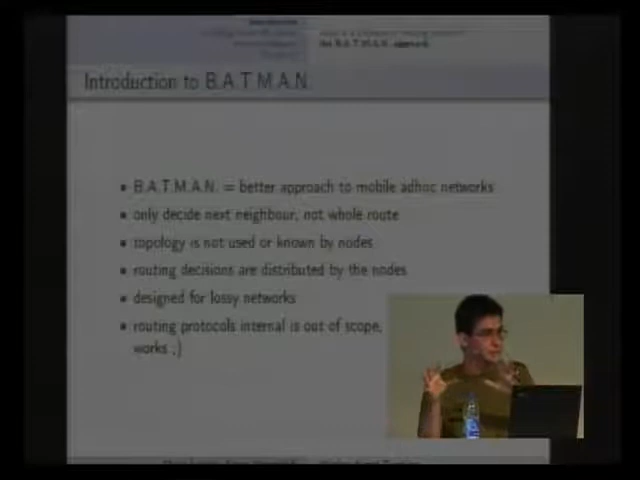 the B.A.T.M.A.N. approach
Introduction to B.A.T.M.A.N.
B.A.T.M.A.N. = better approach to mobile adhoc networks
only decide next neighbour, not whole route
topology is not used or known by nodes
routing decisions are distributed by the nodes
designed for lossy networks
routing protocols internal is out of scope,
works ;)